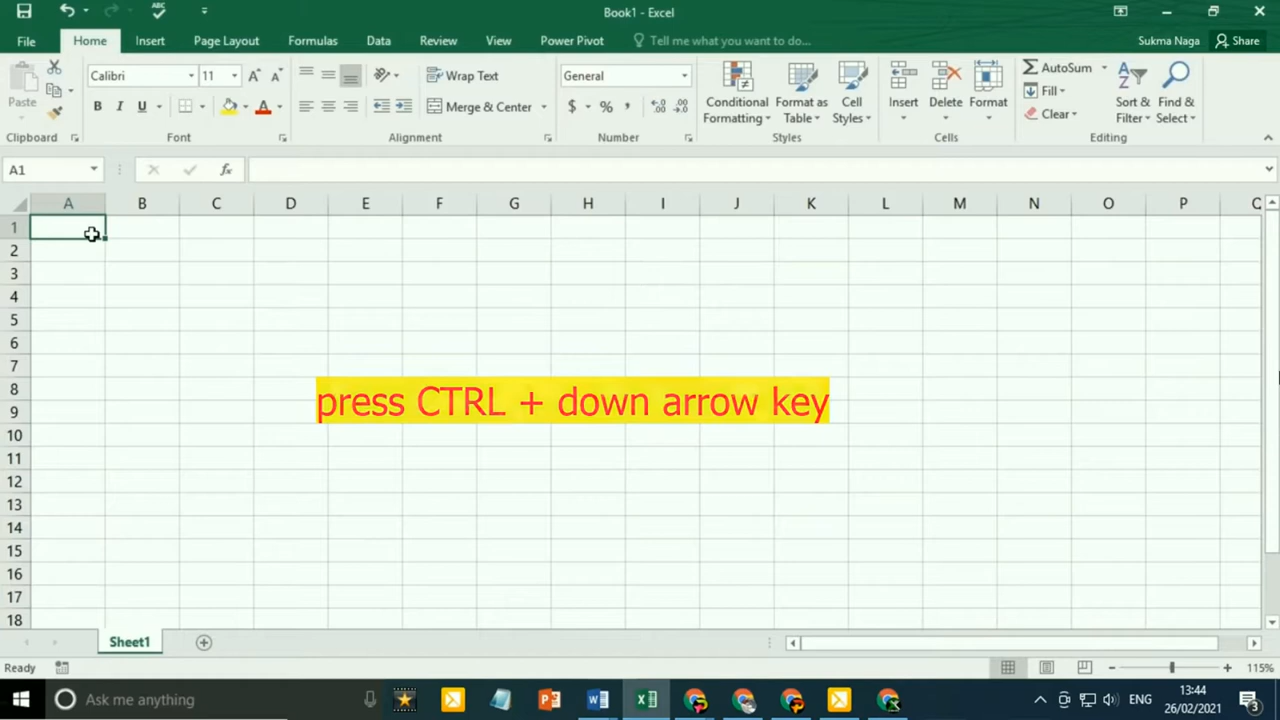 Book1 - Excel
Sukma Naga
Share
File Home Insert Page Layout Formulas Data Review View Power Pivot Tell me what you want to do...
Paste
Calibri 11
B I U A
Wrap Text
Merge & Center
General
$ % ,
Conditional Formatting
Format as Table
Cell Styles
Insert
Delete
Format
AutoSum
Fill
Clear
Sort & Filter
Find & Select
Clipboard Font Alignment Number Styles Cells Editing
A1 fx
A B C D E F G H I J K L M N O P
1
2
3
4
5
6
7
8
press CTRL + down arrow key
9
10
11
12
13
14
15
16
17
18
Sheet1
Ready 115%
Ask me anything
ENG
13:44
26/02/2021
3